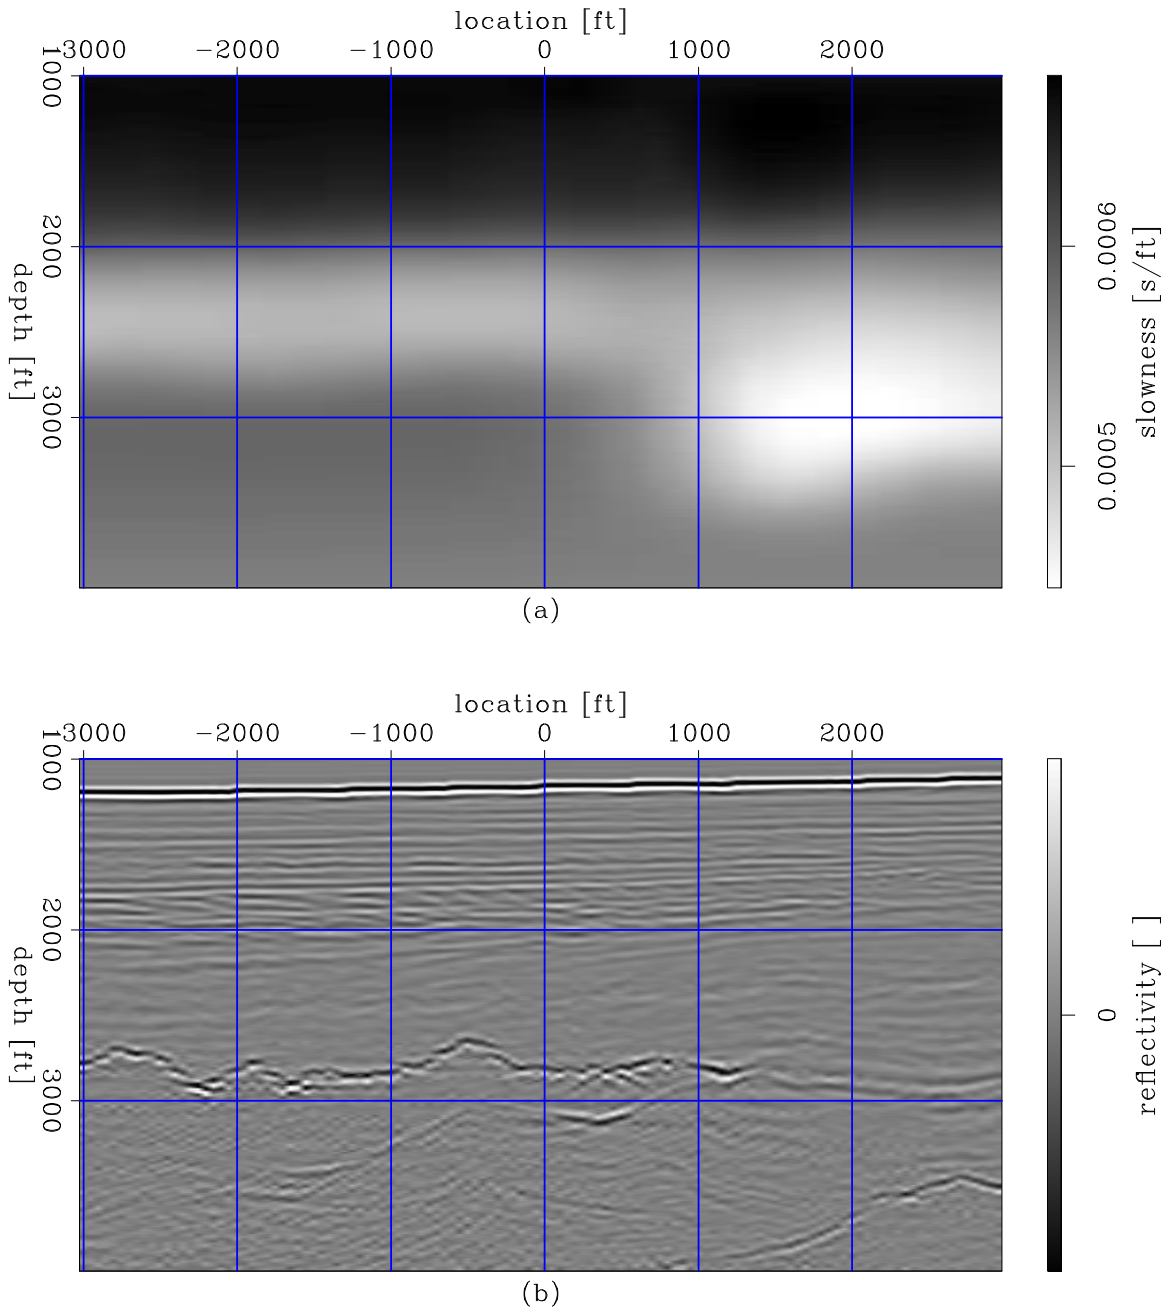 location [ft]
−3000 −2000 −1000 0 1000 2000
1000
2000
3000
depth [ft]
0.0006
0.0005
slowness [s/ft]
(a)
location [ft]
−3000 −2000 −1000 0 1000 2000
1000
2000
3000
depth [ft]
0
reflectivity [ ]
(b)